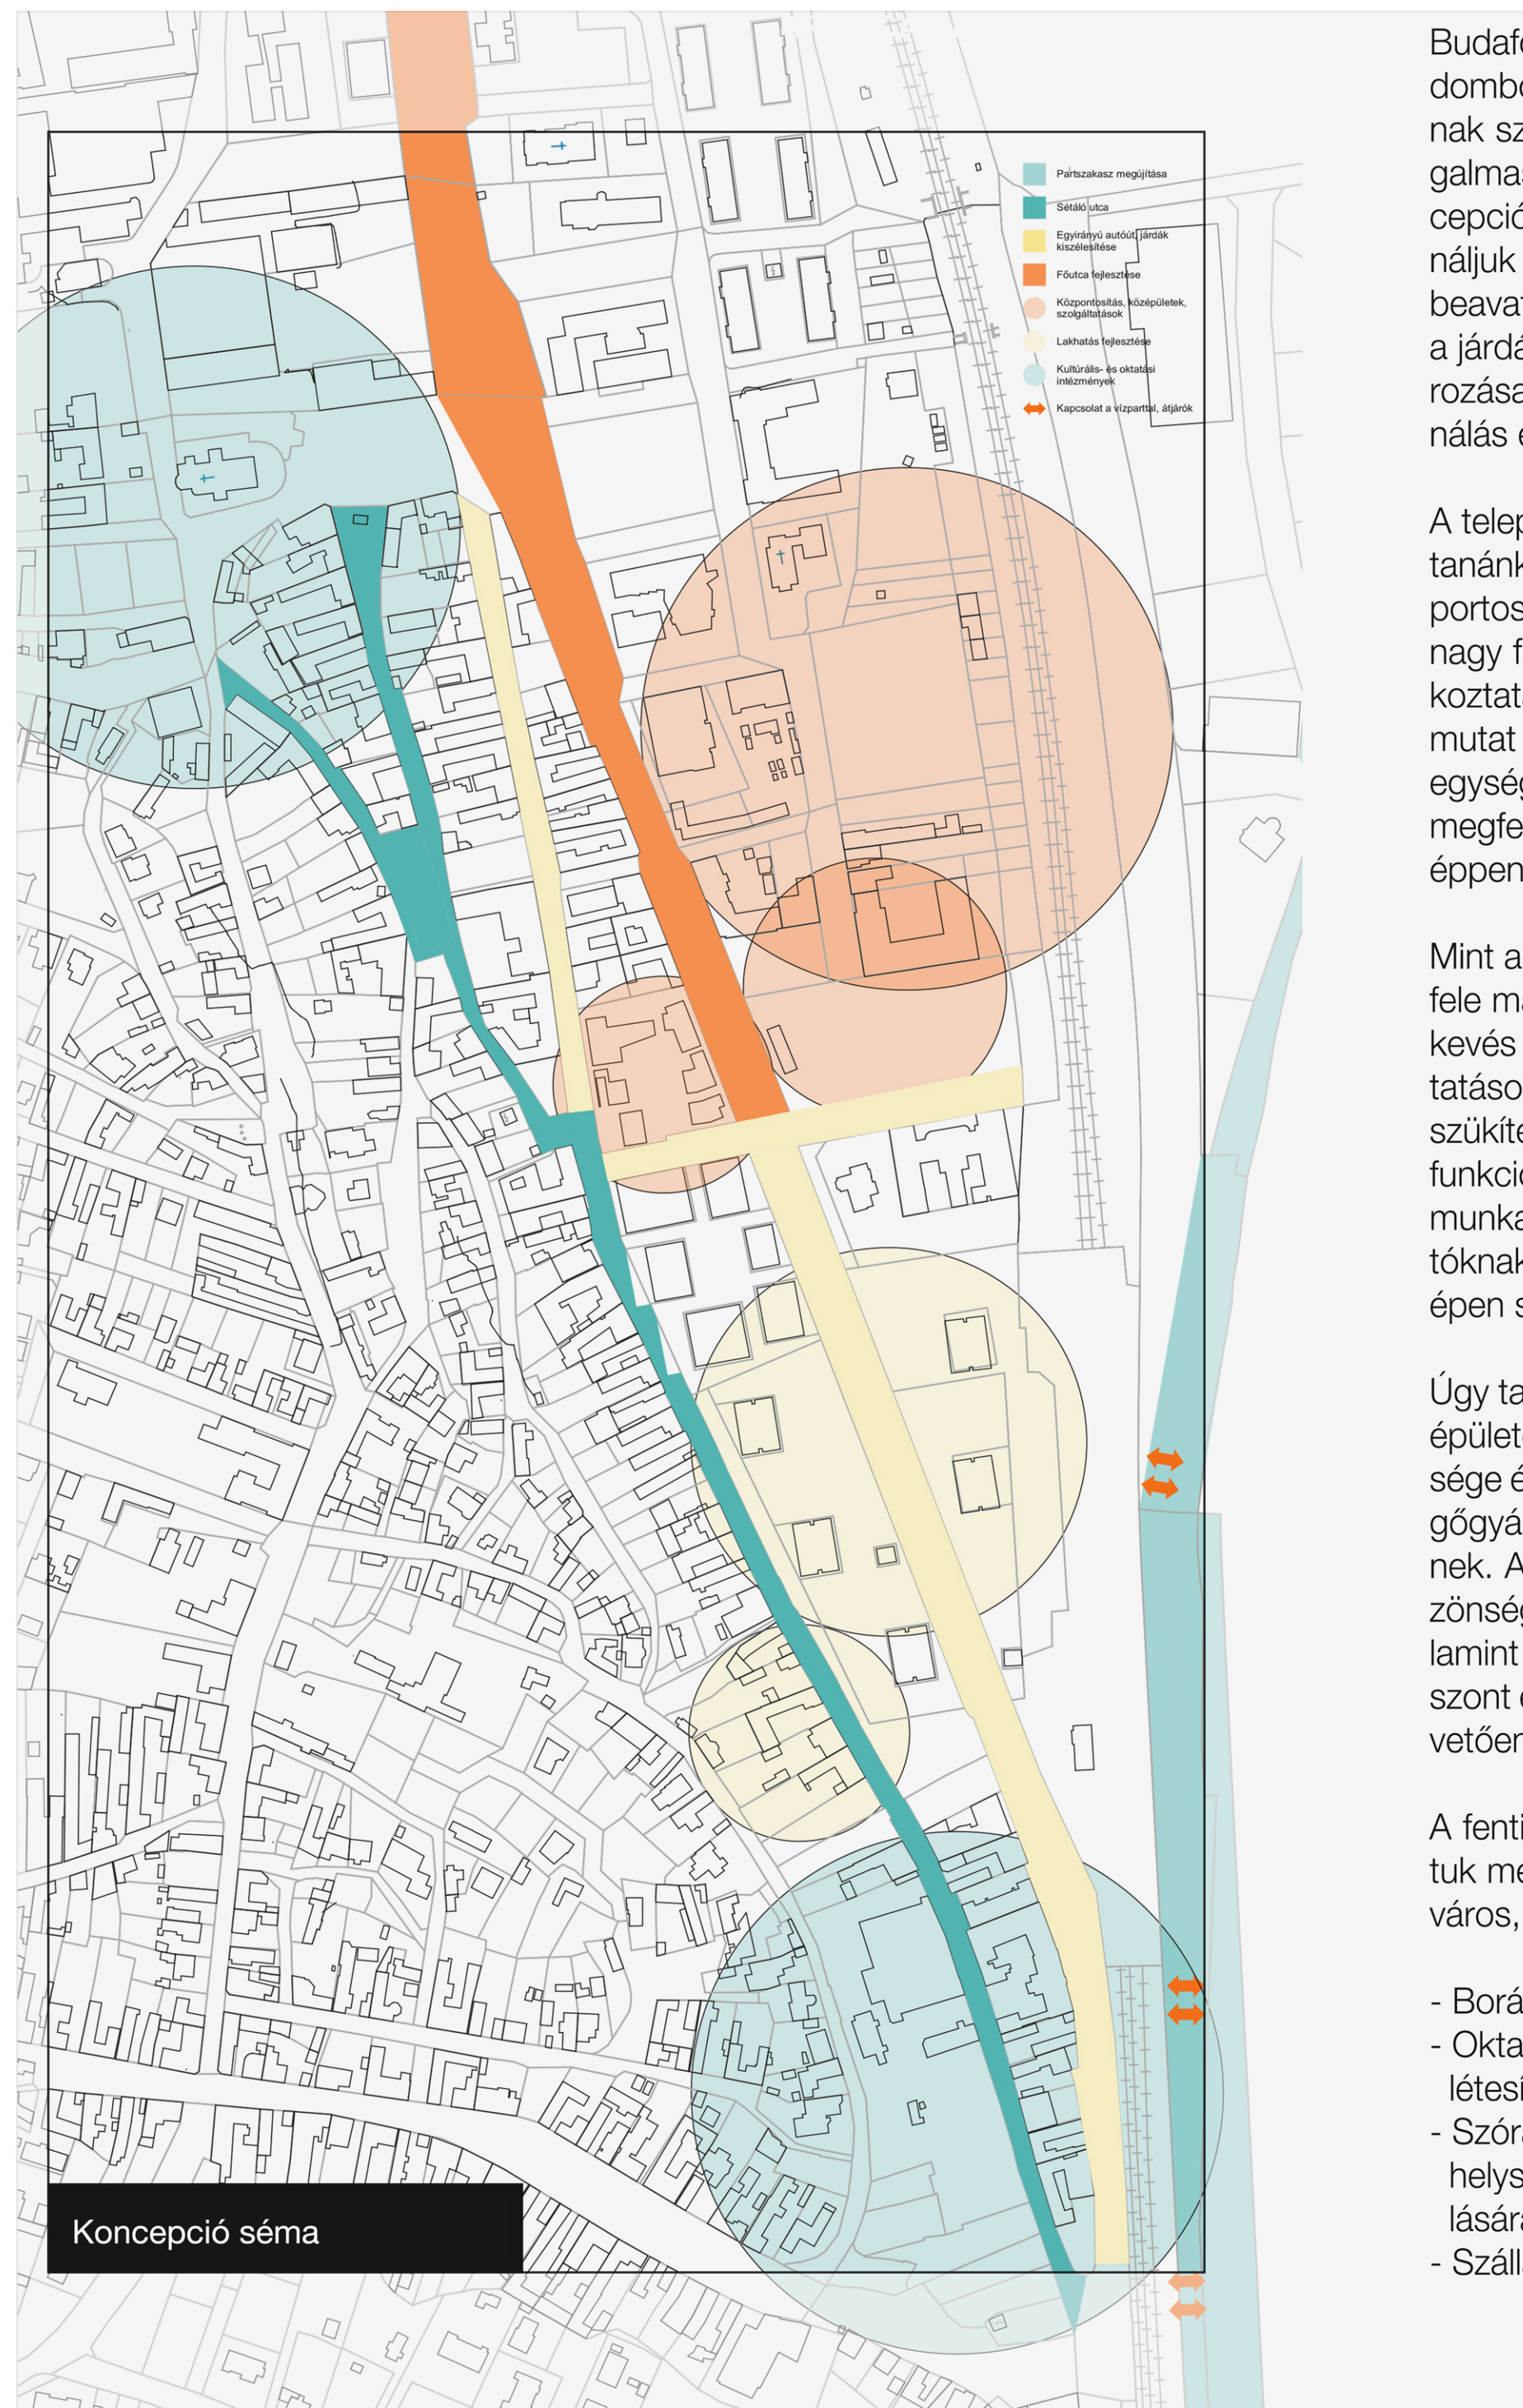 Partszakasz megújítása
Sétáló utca
Egyirányú autóút, járdák
kiszélesítése
Főutca fejlesztése
Központosítás, középületek,
szolgáltatások
Lakhatás fejlesztése
Kultúrális- és oktatási
intézmények
Kapcsolat a vízparttal, átjárók
Koncepció séma
Budafo
dombo
nak sz
galmas
cepció
náljuk
beavat
a járdá
rozása
nálás é
A telep
tanánk
portos
nagy f
koztata
mutat
egység
megfe
éppen
Mint a
fele ma
kevés
tatáso
szükíte
funkció
munka
tóknak
épen s
Úgy ta
épülete
sége é
gőgyá
nek. A
zönség
lamint
szont e
vetően
A fenti
tuk me
város,
- Borá
- Okta
létesí
- Szóra
helys
lására
- Száll